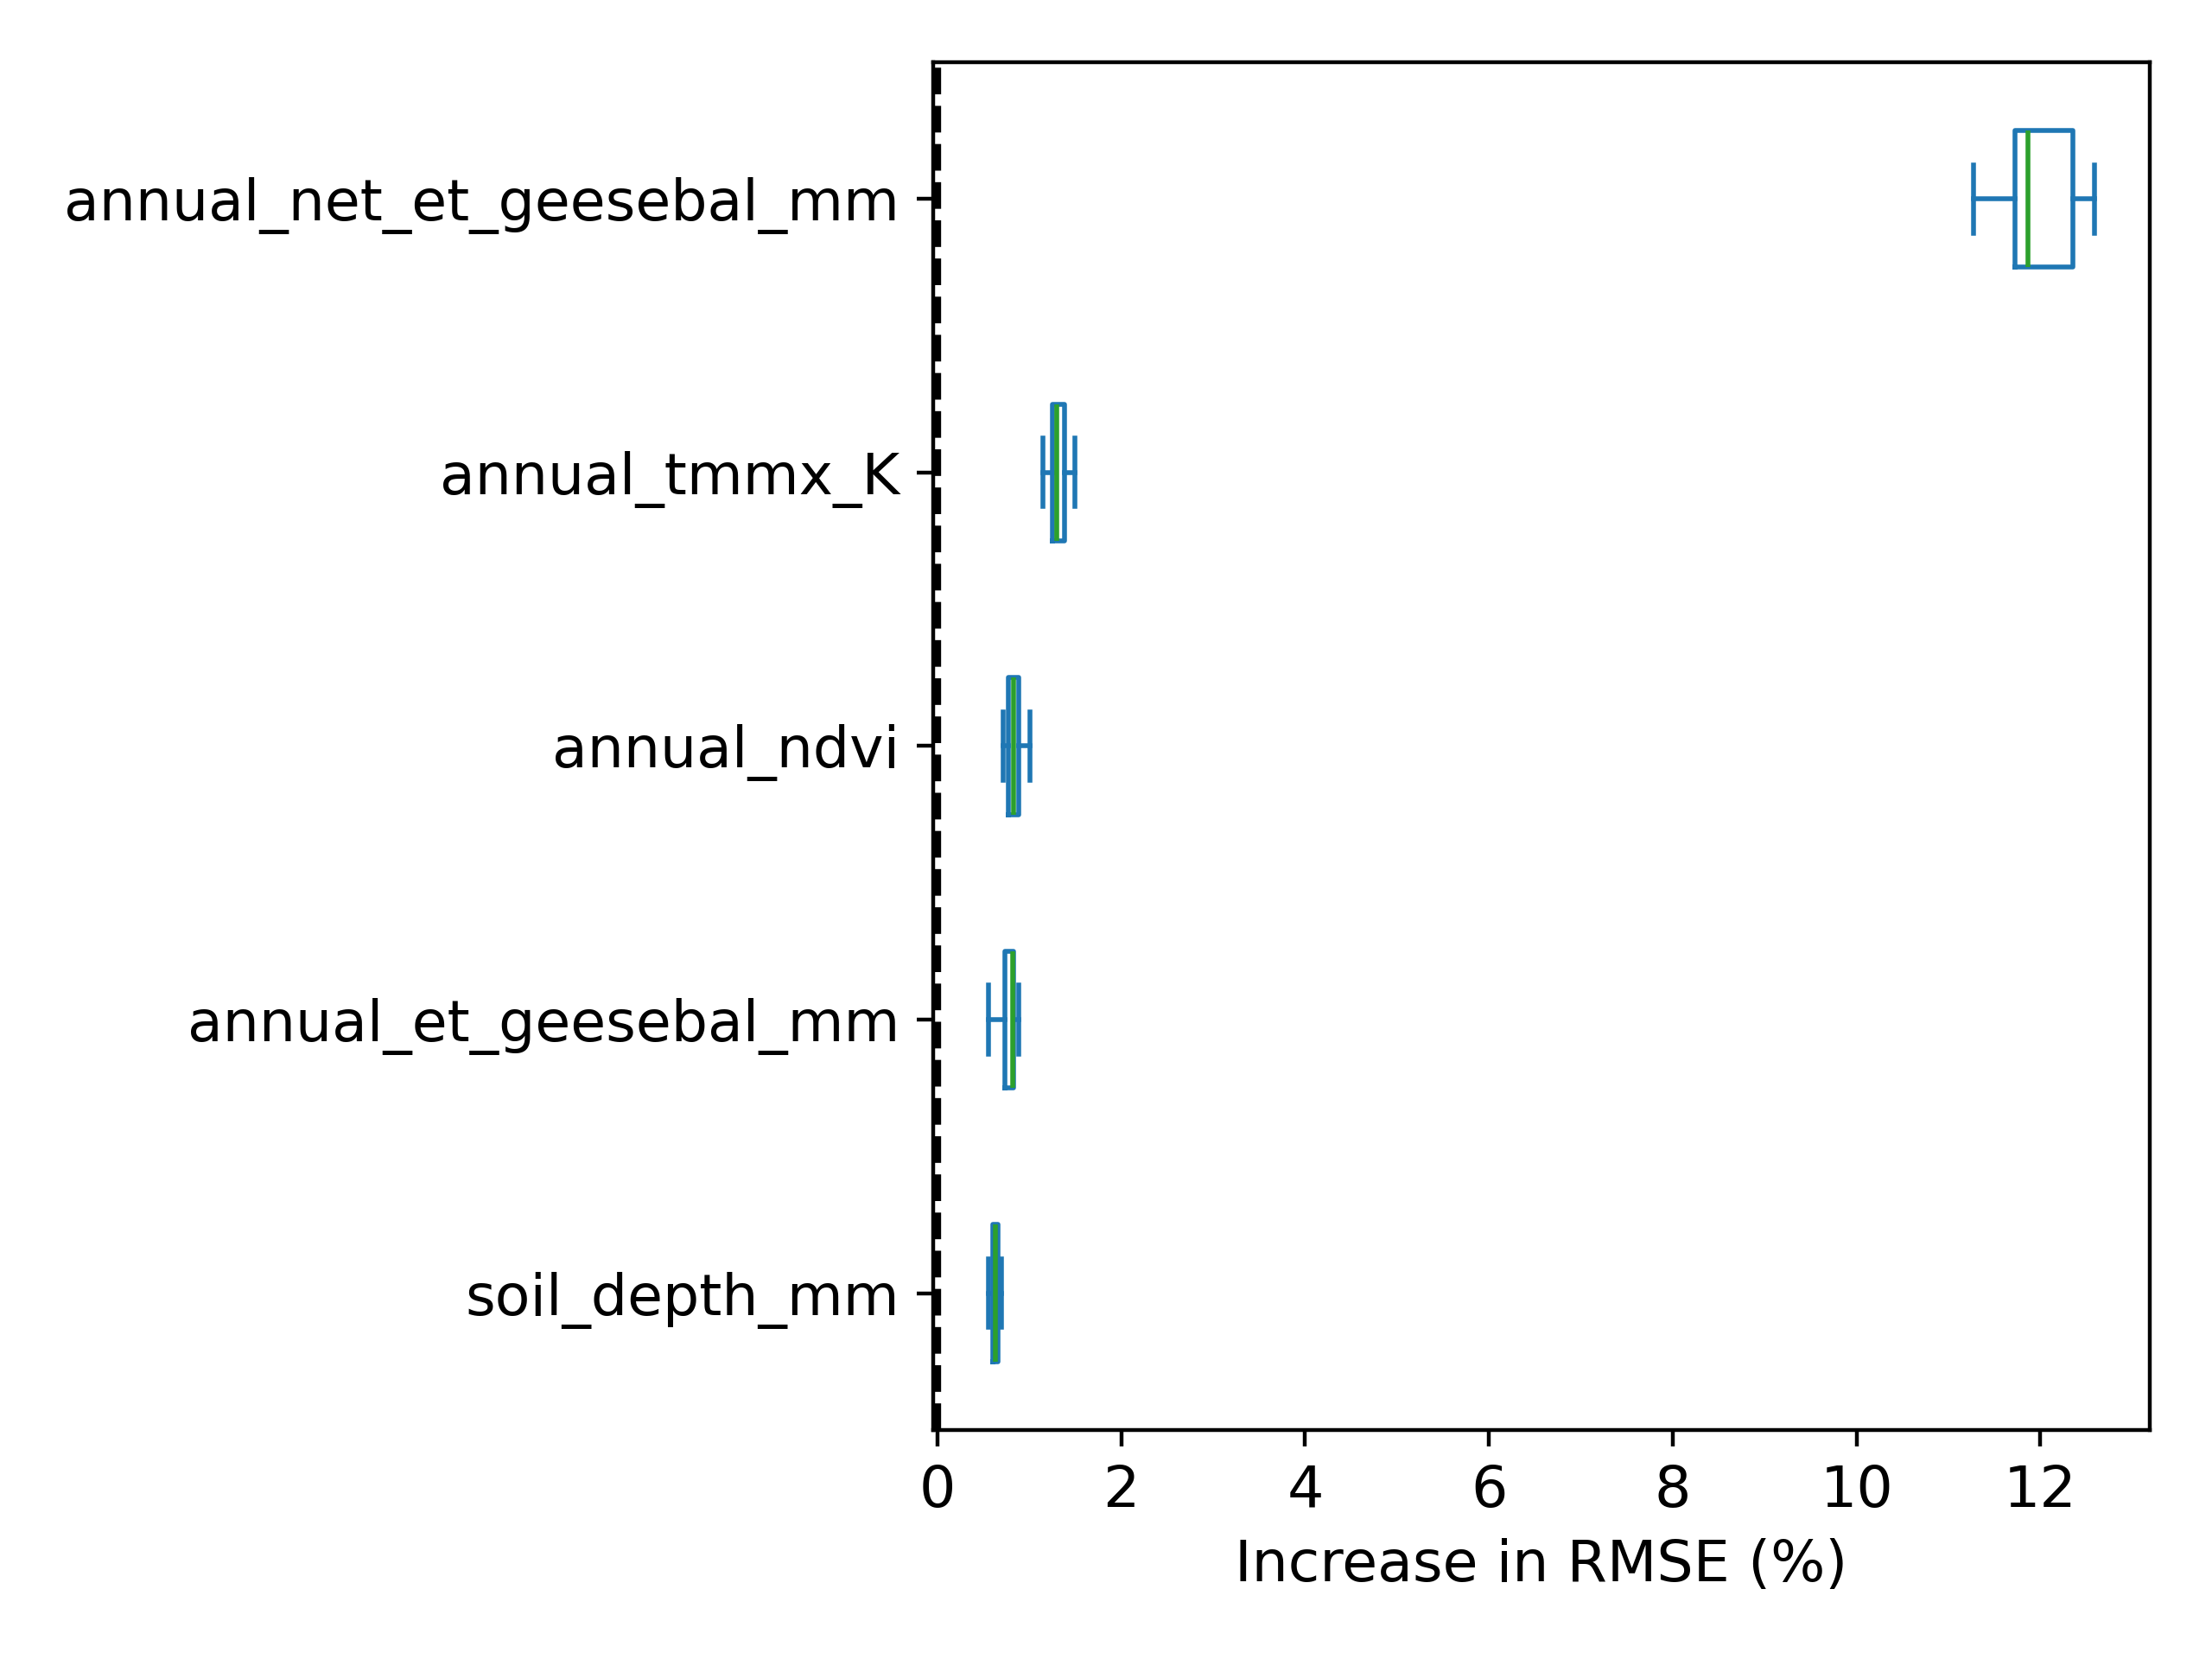 annual_net_et_geesebal_mm
annual_tmmx_K
annual_ndvi
annual_et_geesebal_mm
soil_depth_mm
0 2 4 6 8 10 12
Increase in RMSE (%)